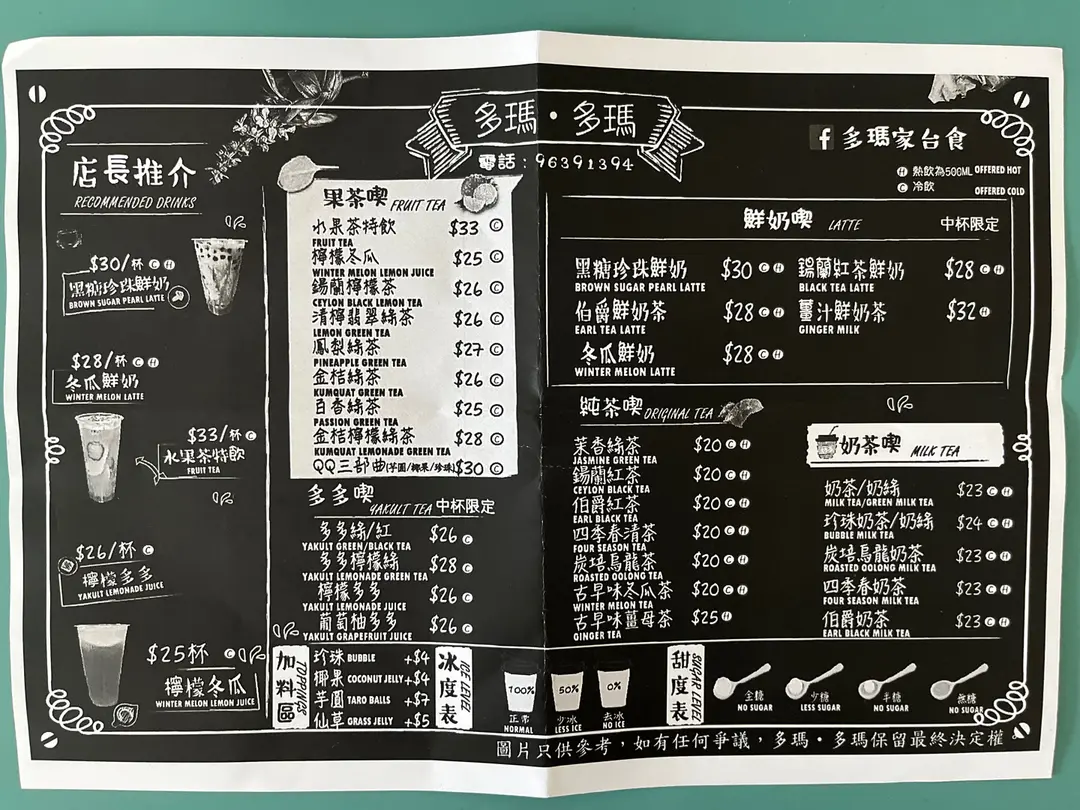 多瑪・多瑪
電話：96391394
f 多瑪家台食
H 熱飲為500ML OFFERED HOT
C 冷飲 OFFERED COLD
店長推介
RECOMMENDED DRINKS
$30/杯 C H
黑糖珍珠鮮奶
BROWN SUGAR PEARL LATTE
$28/杯 C H
冬瓜鮮奶
WINTER MELON LATTE
$33/杯 C
水果茶特飲
FRUIT TEA
$26/杯 C
檸檬多多
YAKULT LEMONADE JUICE
$25杯 C
檸檬冬瓜
WINTER MELON LEMON JUICE
果茶喫 FRUIT TEA
水果茶特飲 $33 C
FRUIT TEA
檸檬冬瓜 $25 C
WINTER MELON LEMON JUICE
錫蘭檸檬茶 $26 C
CEYLON BLACK LEMON TEA
清檸翡翠綠茶 $26 C
LEMON GREEN TEA
鳳梨綠茶 $27 C
PINEAPPLE GREEN TEA
金桔綠茶 $26 C
KUMQUAT GREEN TEA
百香綠茶 $25 C
PASSION GREEN TEA
金桔檸檬綠茶 $28 C
KUMQUAT LEMONADE GREEN TEA
QQ三部曲(芋圓/椰果/珍珠) $30 C
多多喫 YAKULT TEA 中杯限定
多多綠/紅 $26 C
YAKULT GREEN/BLACK TEA
多多檸檬綠 $28 C
YAKULT LEMONADE GREEN TEA
檸檬多多 $26 C
YAKULT LEMONADE JUICE
葡萄柚多多 $26 C
YAKULT GRAPEFRUIT JUICE
鮮奶喫 LATTE 中杯限定
黑糖珍珠鮮奶 $30 C H
BROWN SUGAR PEARL LATTE
伯爵鮮奶茶 $28 C H
EARL TEA LATTE
冬瓜鮮奶 $28 C H
WINTER MELON LATTE
錫蘭紅茶鮮奶 $28 C H
BLACK TEA LATTE
薑汁鮮奶茶 $32 H
GINGER MILK
純茶喫 ORIGINAL TEA
茉香綠茶 $20 C H
JASMINE GREEN TEA
錫蘭紅茶 $20 C H
CEYLON BLACK TEA
伯爵紅茶 $20 C H
EARL BLACK TEA
四季春清茶 $20 C H
FOUR SEASON TEA
炭培烏龍茶 $20 C H
ROASTED OOLONG TEA
古早味冬瓜茶 $20 C H
WINTER MELON TEA
古早味薑母茶 $25 H
GINGER TEA
奶茶喫 MILK TEA
奶茶/奶綠 $23 C H
MILK TEA/GREEN MILK TEA
珍珠奶茶/奶綠 $24 C H
BUBBLE MILK TEA
炭培烏龍奶茶 $23 C H
ROASTED OOLONG MILK TEA
四季春奶茶 $23 C H
FOUR SEASON MILK TEA
伯爵奶茶 $23 C H
EARL BLACK MILK TEA
加料區 TOPPINGS
珍珠 BUBBLE +$4
椰果 COCONUT JELLY +$4
芋圓 TARO BALLS +$7
仙草 GRASS JELLY +$5
冰度表 ICE LEVEL
100% 50% 0%
正常 少冰 去冰
NORMAL LESS ICE NO ICE
甜度表 SUGAR LEVEL
全糖 少糖 半糖 無糖
NO SUGAR LESS SUGAR NO SUGAR NO SUGAR
圖片只供參考，如有任何爭議，多瑪・多瑪保留最終決定權